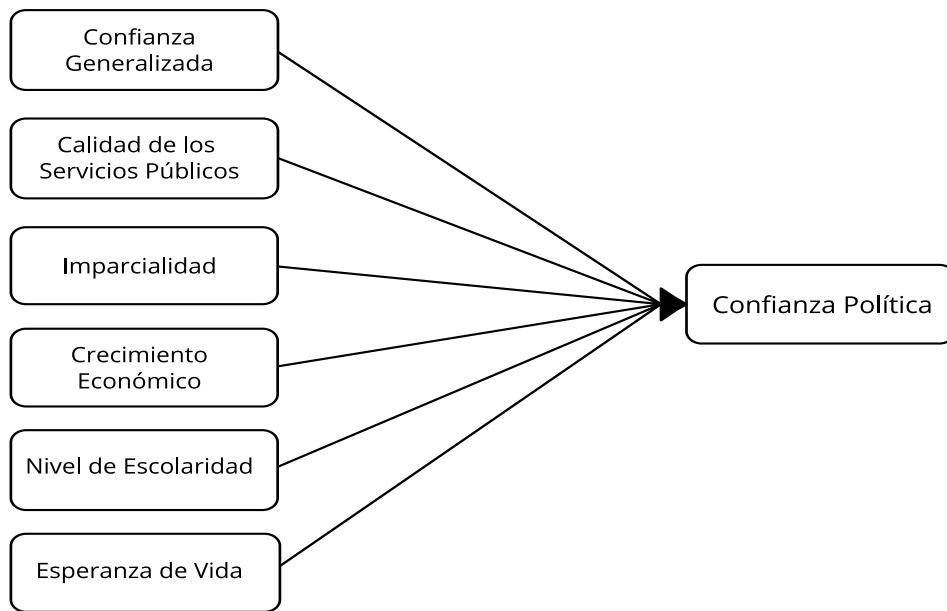 Confianza
Generalizada
Calidad de los
Servicios Públicos
Imparcialidad
Crecimiento
Económico
Nivel de Escolaridad
Esperanza de Vida
Confianza Política